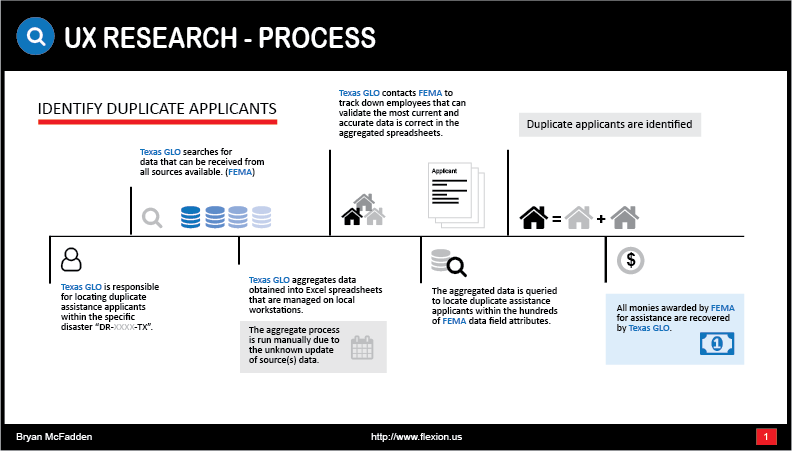 UX RESEARCH - PROCESS
IDENTIFY DUPLICATE APPLICANTS
Texas GLO is responsible
for locating duplicate
assistance applicants
within the specific
disaster “DR-XXXX-TX”.
Texas GLO searches for
data that can be received from
all sources available. (FEMA)
Texas GLO aggregates data
obtained into Excel spreadsheets
that are managed on local
workstations.
The aggregate process
is run manually due to
the unknown update
of source(s) data.
Texas GLO contacts FEMA to
track down employees that can
validate the most current and
accurate data is correct in the
aggregated spreadsheets.
Applicant
The aggregated data is queried
to locate duplicate assistance
applicants within the hundreds
of FEMA data field attributes.
Duplicate applicants are identified
= +
$
All monies awarded by FEMA
for assistance are recovered
by Texas GLO.
1
Bryan McFadden
http://www.flexion.us
1